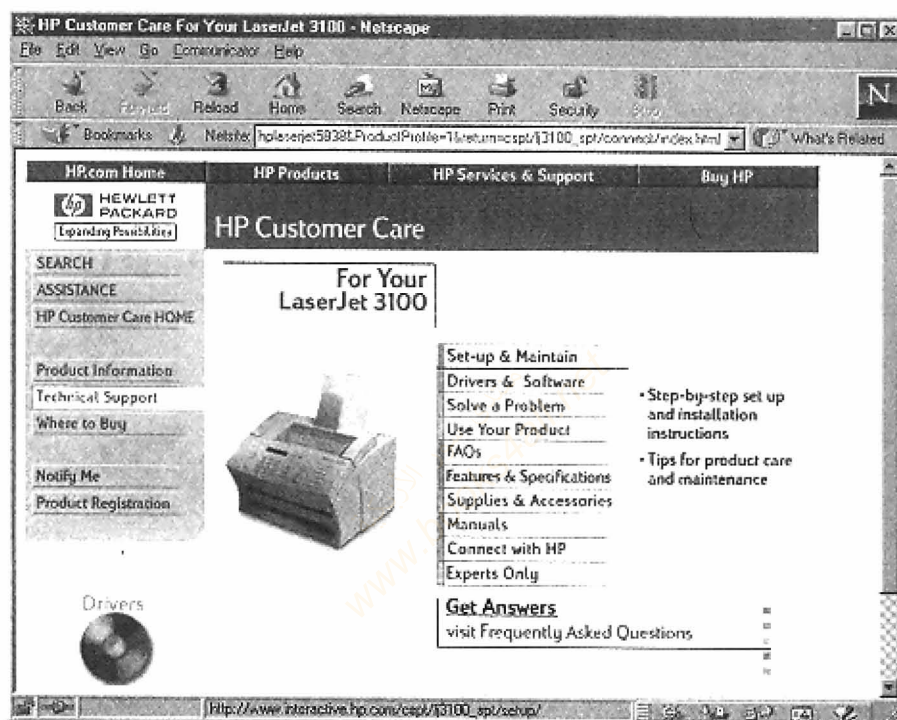 HP Customer Care For Your LaserJet 3100 - Netscape
File Edit View Go Communicator Help
Back Forward Reload Home Search Netscape Print Security Stop
Bookmarks Netsite: What's Related
HP.com Home HP Products HP Services & Support Buy HP
hp HEWLETT PACKARD
Expanding Possibilities
HP Customer Care
SEARCH
ASSISTANCE
HP Customer Care HOME
Product Information
Technical Support
Where to Buy
Notify Me
Product Registration
Drivers
For Your
LaserJet 3100
Set-up & Maintain
Drivers & Software
Solve a Problem
Use Your Product
FAQs
Features & Specifications
Supplies & Accessories
Manuals
Connect with HP
Experts Only
• Step-by-step set up
and installation
instructions
• Tips for product care
and maintenance
Get Answers
visit Frequently Asked Questions
http://www.interactive.hp.com/cspt/lj3100_spt/setup/